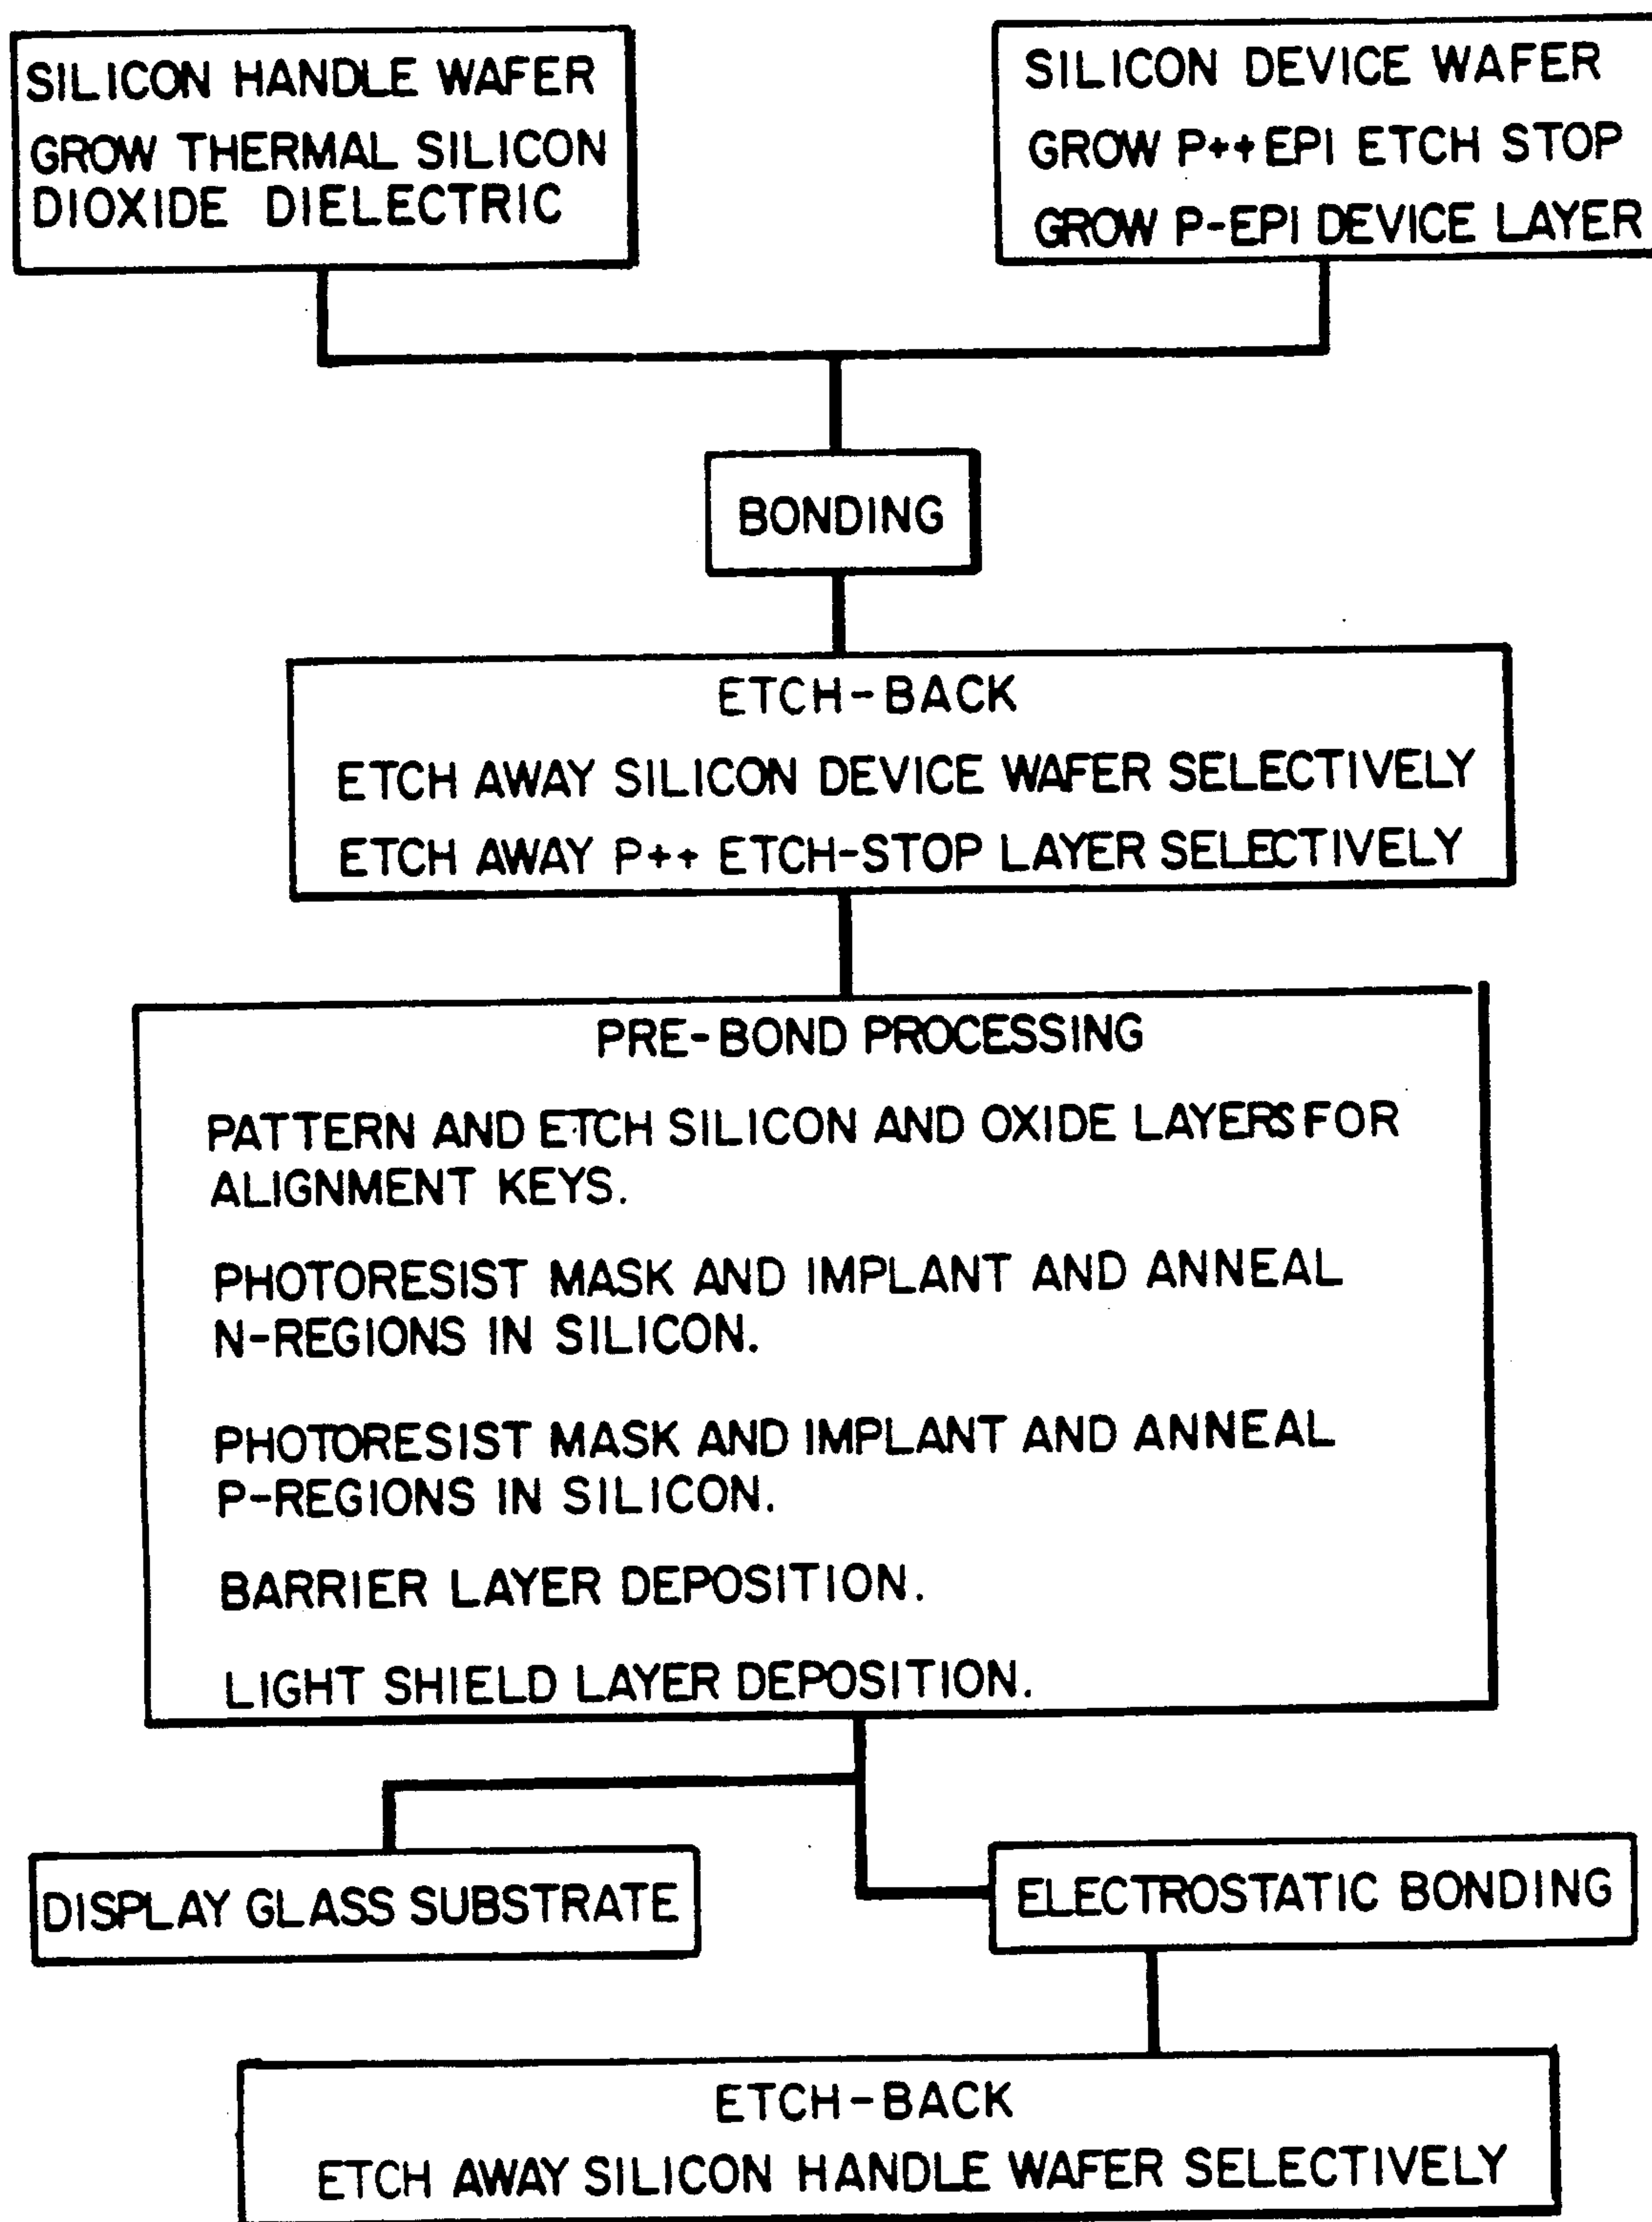 SILICON HANDLE WAFER
GROW THERMAL SILICON
DIOXIDE DIELECTRIC
SILICON DEVICE WAFER
GROW P++EPI ETCH STOP
GROW P-EPI DEVICE LAYER
BONDING
ETCH-BACK
ETCH AWAY SILICON DEVICE WAFER SELECTIVELY
ETCH AWAY P++ ETCH-STOP LAYER SELECTIVELY
PRE-BOND PROCESSING
PATTERN AND ETCH SILICON AND OXIDE LAYERS FOR
ALIGNMENT KEYS.
PHOTORESIST MASK AND IMPLANT AND ANNEAL
N-REGIONS IN SILICON.
PHOTORESIST MASK AND IMPLANT AND ANNEAL
P-REGIONS IN SILICON.
BARRIER LAYER DEPOSITION.
LIGHT SHIELD LAYER DEPOSITION.
DISPLAY GLASS SUBSTRATE
ELECTROSTATIC BONDING
ETCH-BACK
ETCH AWAY SILICON HANDLE WAFER SELECTIVELY